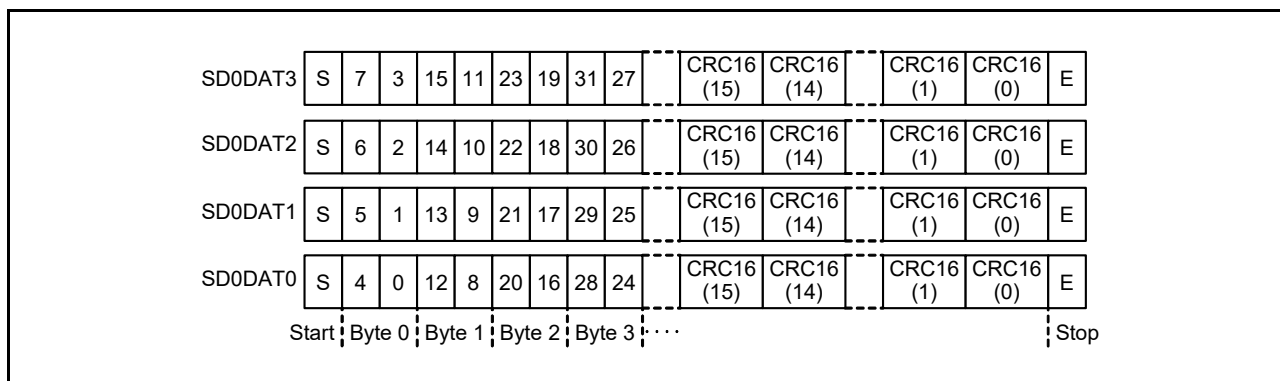 SD0DAT3 S 7 3 15 11 23 19 31 27 CRC16 (15) CRC16 (14) CRC16 (1) CRC16 (0) E
SD0DAT2 S 6 2 14 10 22 18 30 26 CRC16 (15) CRC16 (14) CRC16 (1) CRC16 (0) E
SD0DAT1 S 5 1 13 9 21 17 29 25 CRC16 (15) CRC16 (14) CRC16 (1) CRC16 (0) E
SD0DAT0 S 4 0 12 8 20 16 28 24 CRC16 (15) CRC16 (14) CRC16 (1) CRC16 (0) E
Start Byte 0 Byte 1 Byte 2 Byte 3 ···· Stop